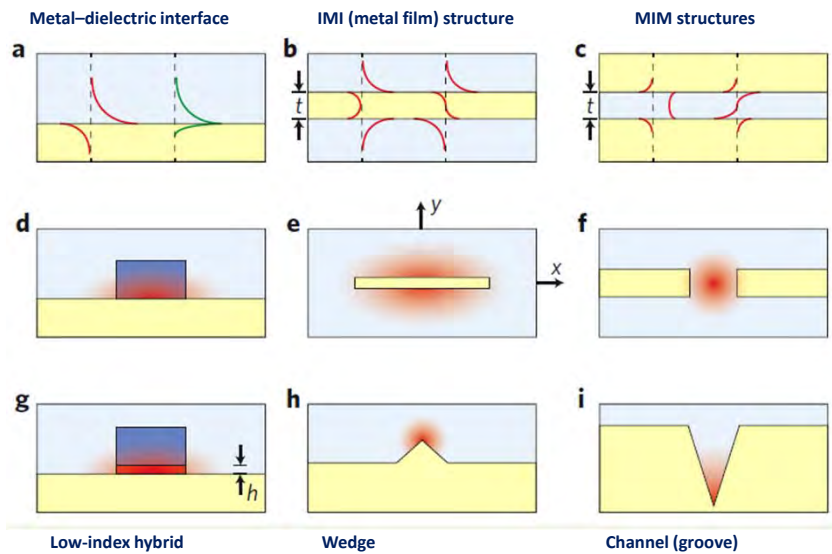 Metal–dielectric interface
IMI (metal film) structure
MIM structures
a
b
c
t
t
d
e
f
y
x
g
h
i
h
Low-index hybrid
Wedge
Channel (groove)